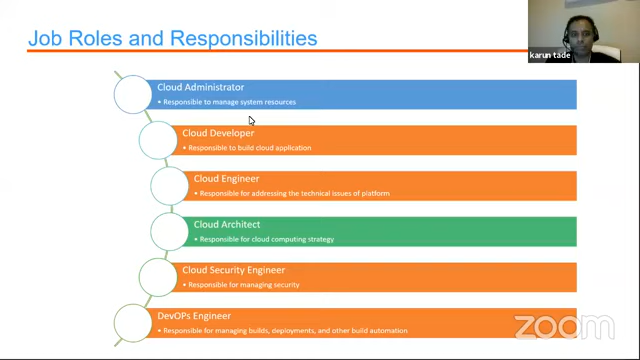 Job Roles and Responsibilities
karun tade
Cloud Administrator
• Responsible to manage system resources
Cloud Developer
• Responsible to build cloud application
Cloud Engineer
• Responsible for addressing the technical issues of platform
Cloud Architect
• Responsible for cloud computing strategy
Cloud Security Engineer
• Responsible for managing security
DevOPs Engineer
• Responsible for managing builds, deployments, and other build automation
zoom